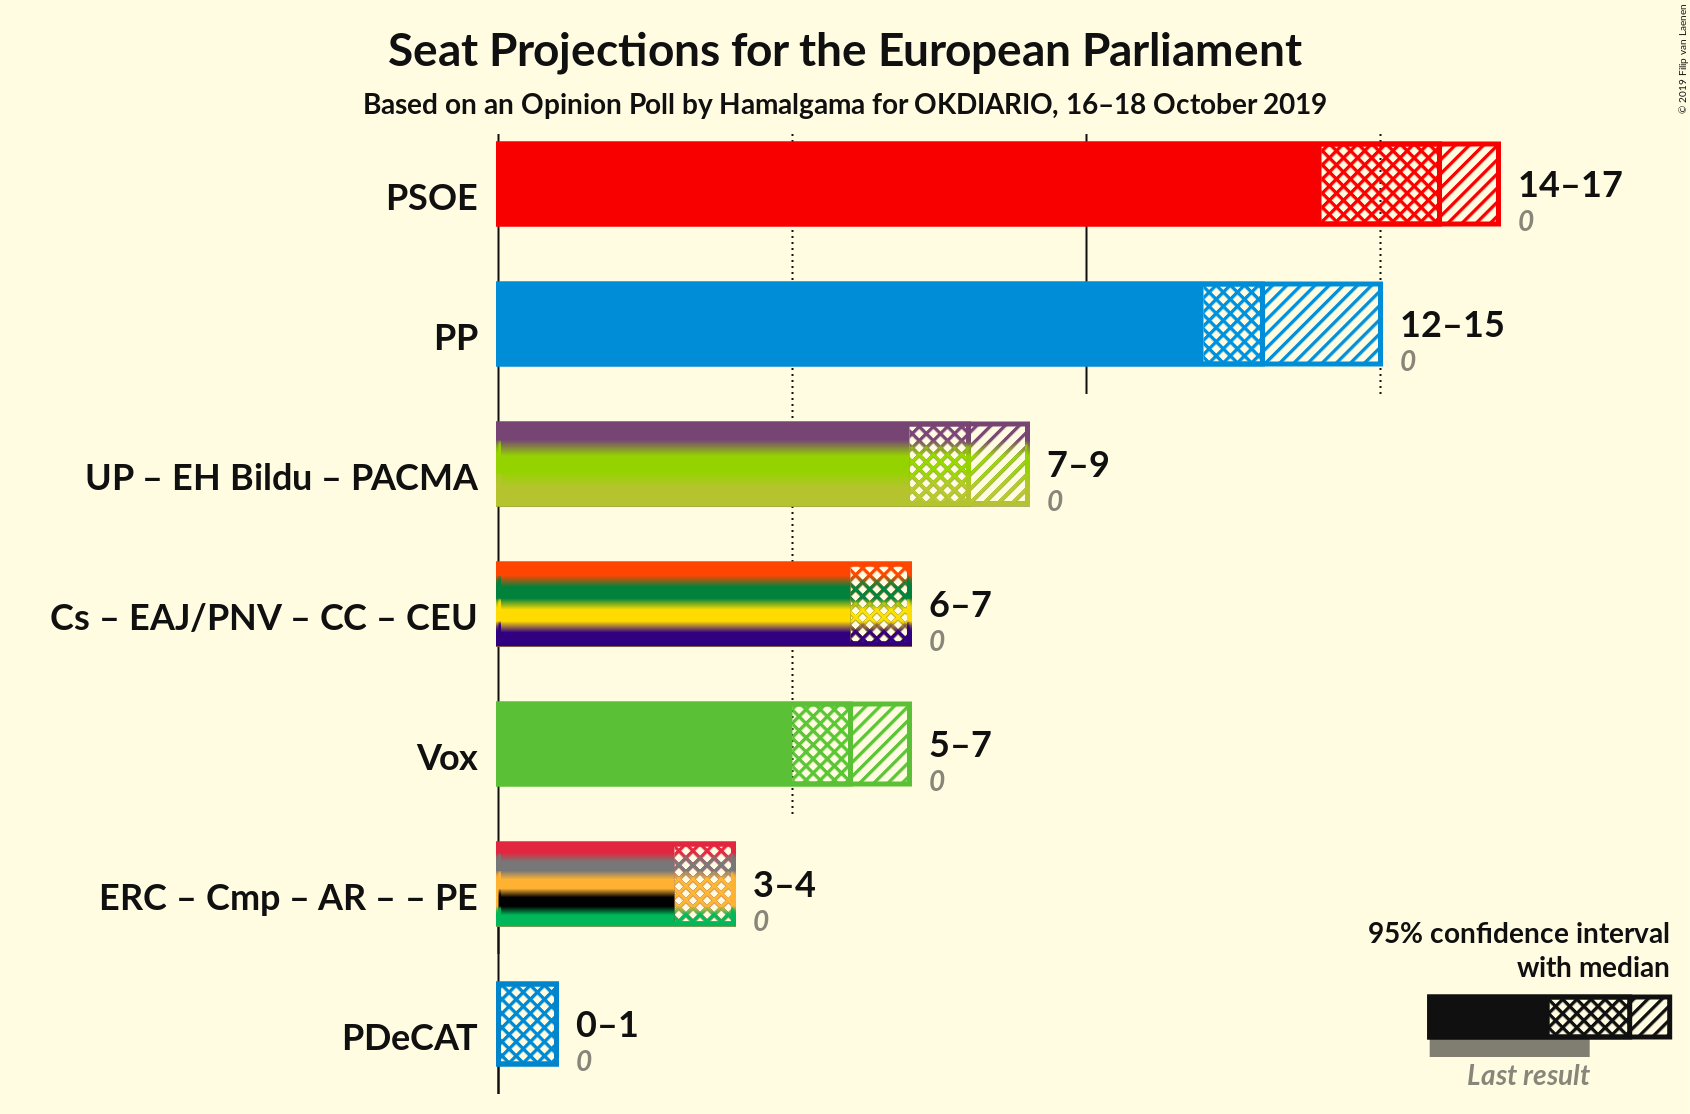 Seat Projections for the European Parliament
Based on an Opinion Poll by Hamalgama for OKDIARIO, 16–18 October 2019
© 2019 Filip van Laenen
PSOE
14–17
0
PP
12–15
0
UP – EH Bildu – PACMA
7–9
0
Cs – EAJ/PNV – CC – CEU
6–7
0
Vox
5–7
0
ERC – Cmp – AR – – PE
3–4
0
PDeCAT
0–1
0
95% confidence interval
with median
Last result